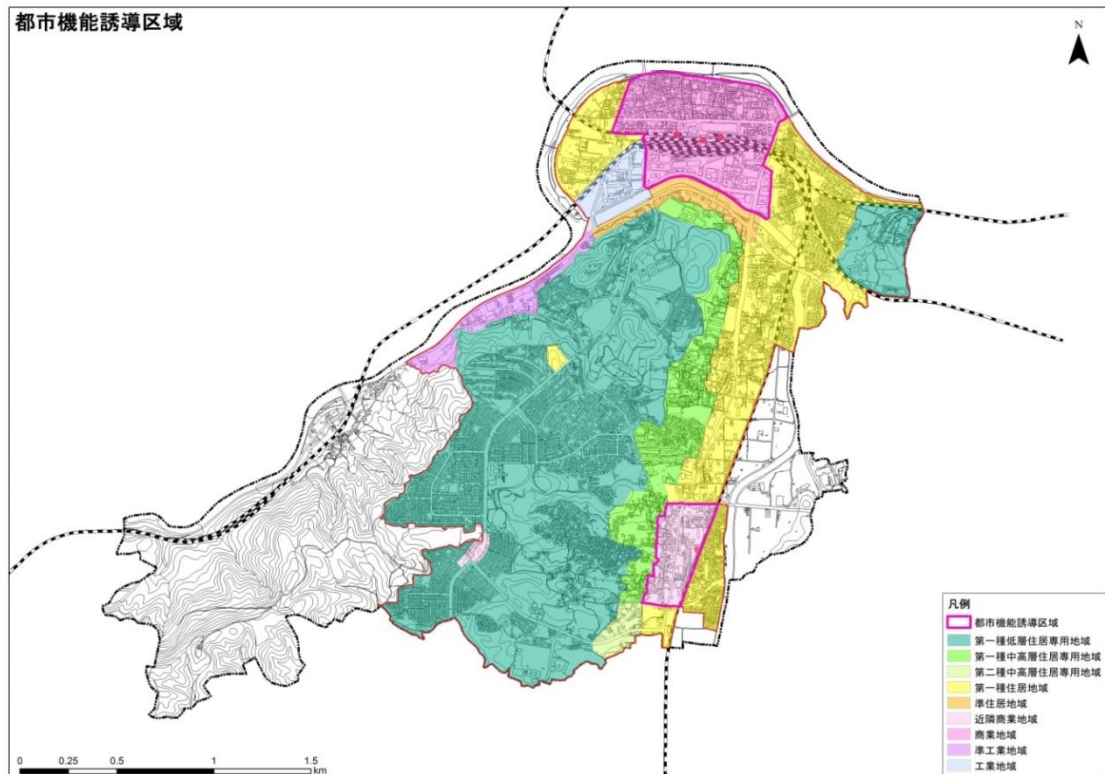 都市機能誘導区域
N
凡例
都市機能誘導区域
第一種低層住居専用地域
第一種中高層住居専用地域
第二種中高層住居専用地域
第一種住居地域
準住居地域
近隣商業地域
商業地域
準工業地域
工業地域
0 0.25 0.5 1 1.5
km